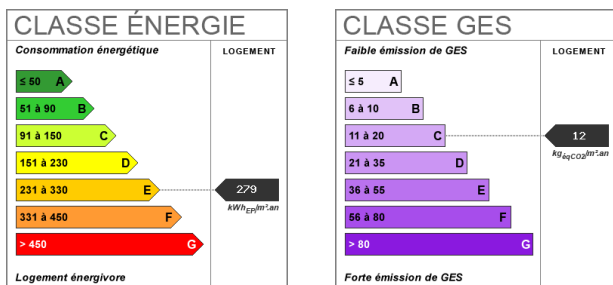 CLASSE ÉNERGIE
Consommation énergétique
LOGEMENT
≤ 50 A
51 à 90 B
91 à 150 C
151 à 230 D
231 à 330 E
279
kWhEP/m².an
331 à 450 F
> 450 G
Logement énergivore
CLASSE GES
Faible émission de GES
LOGEMENT
≤ 5 A
6 à 10 B
11 à 20 C
12
kgéqCO2/m².an
21 à 35 D
36 à 55 E
56 à 80 F
> 80 G
Forte émission de GES